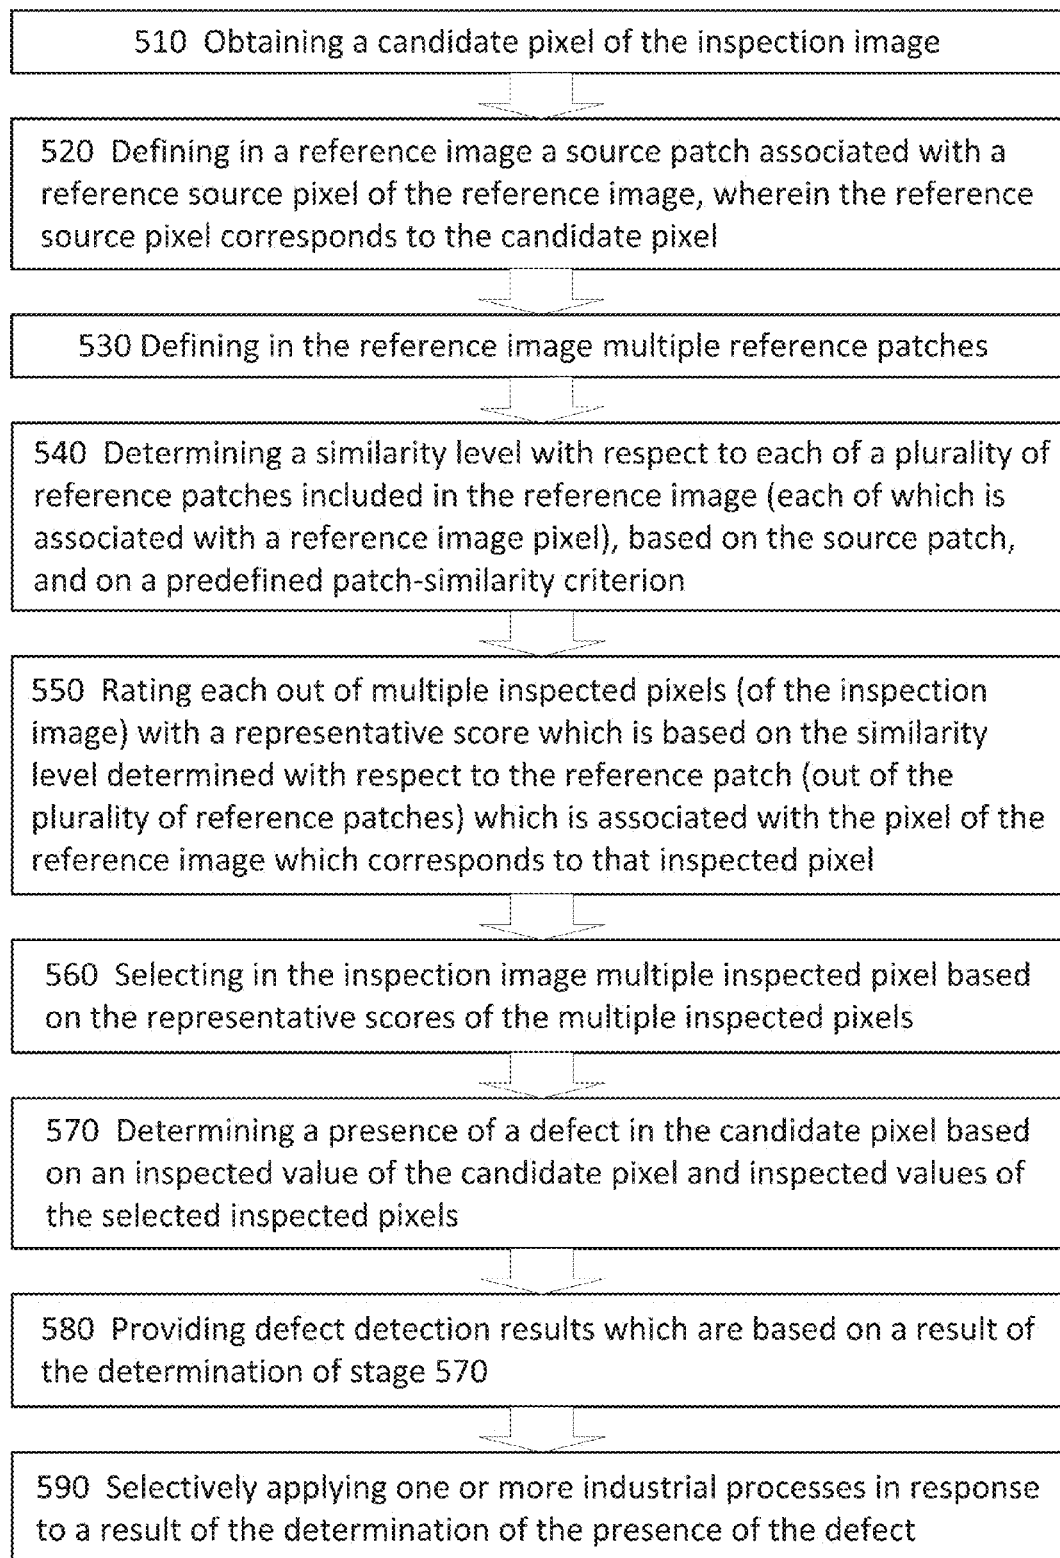 510 Obtaining a candidate pixel of the inspection image
520 Defining in a reference image a source patch associated with a
reference source pixel of the reference image, wherein the reference
source pixel corresponds to the candidate pixel
530 Defining in the reference image multiple reference patches
540 Determining a similarity level with respect to each of a plurality of
reference patches included in the reference image (each of which is
associated with a reference image pixel), based on the source patch,
and on a predefined patch-similarity criterion
550 Rating each out of multiple inspected pixels (of the inspection
image) with a representative score which is based on the similarity
level determined with respect to the reference patch (out of the
plurality of reference patches) which is associated with the pixel of the
reference image which corresponds to that inspected pixel
560 Selecting in the inspection image multiple inspected pixel based
on the representative scores of the multiple inspected pixels
570 Determining a presence of a defect in the candidate pixel based
on an inspected value of the candidate pixel and inspected values of
the selected inspected pixels
580 Providing defect detection results which are based on a result of
the determination of stage 570
590 Selectively applying one or more industrial processes in response
to a result of the determination of the presence of the defect